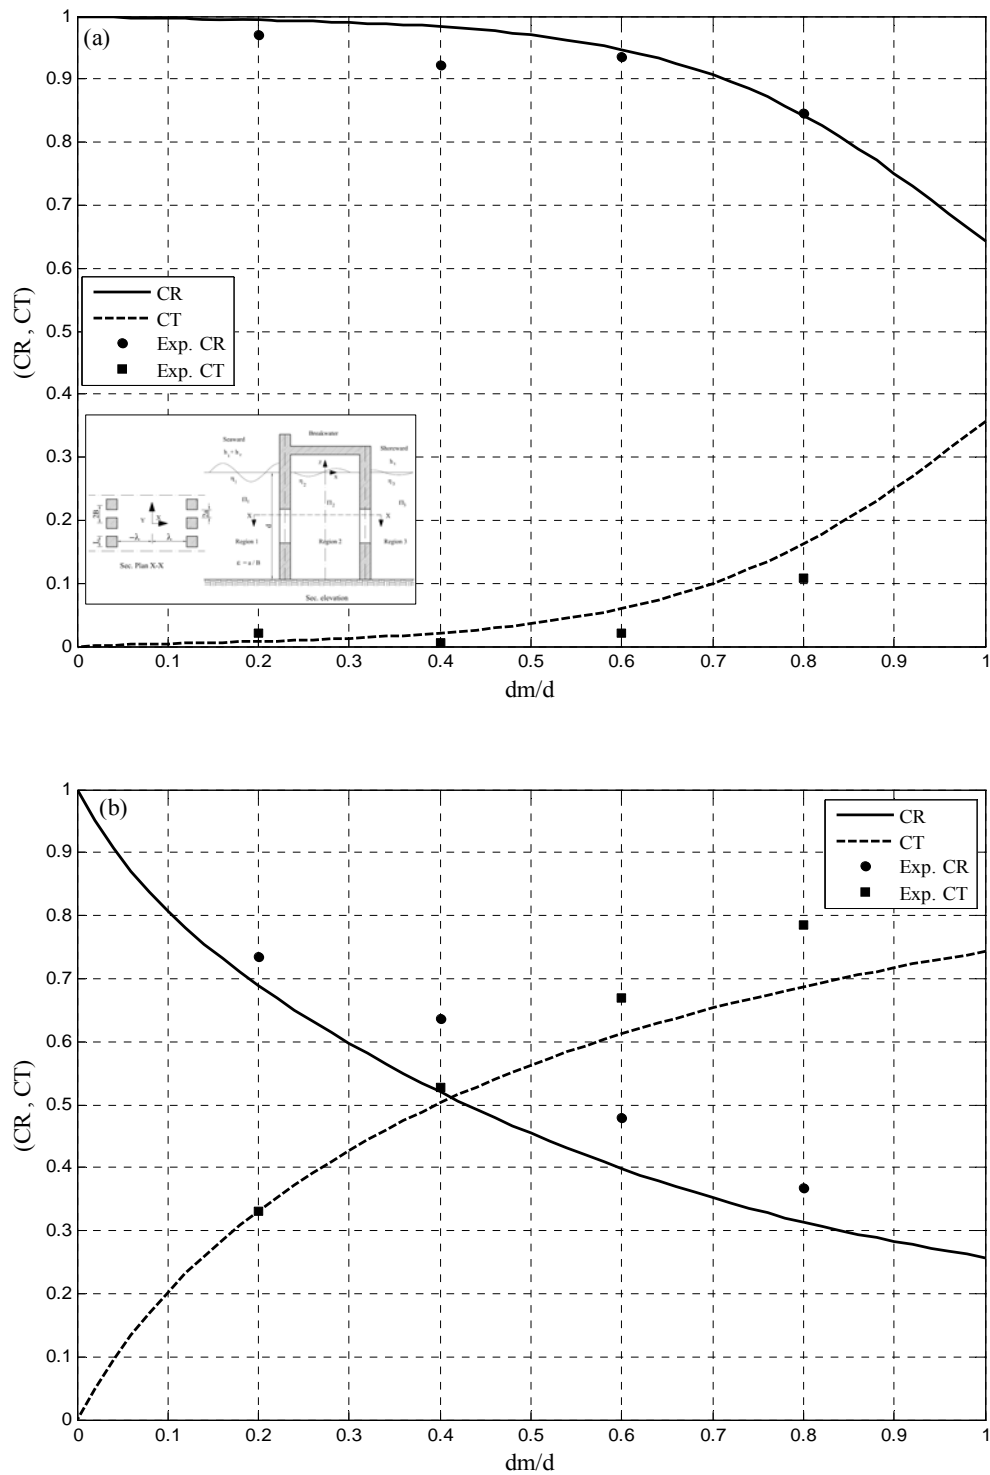 (a)
1
0.9
0.8
0.7
0.6
0.5
0.4
0.3
0.2
0.1
0
((CR , CT)
CR
CT
Exp. CR
Exp. CT
Seaward
Breakwater
Shoreward
Region 1
Region 2
Region 3
ε = a / B
Sec. Plan X-X
Sec. elevation
0 0.1 0.2 0.3 0.4 0.5 0.6 0.7 0.8 0.9 1
dm/d
(b)
1
0.9
0.8
0.7
0.6
0.5
0.4
0.3
0.2
0.1
0
((CR , CT)
CR
CT
Exp. CR
Exp. CT
0 0.1 0.2 0.3 0.4 0.5 0.6 0.7 0.8 0.9 1
dm/d